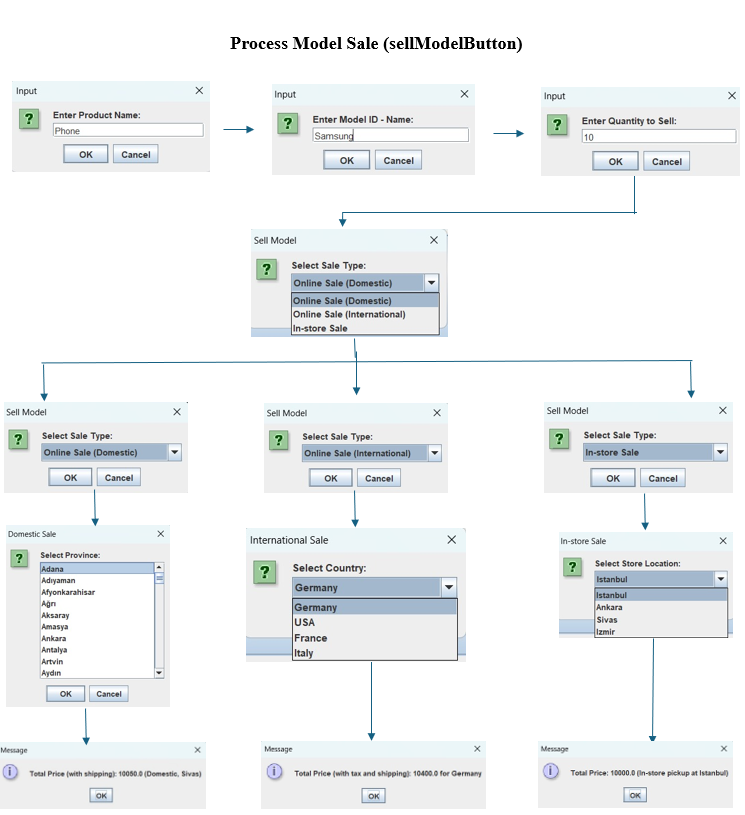 Process Model Sale (sellModelButton)
Input
Enter Product Name:
Phone
OK Cancel
Input
Enter Model ID - Name:
Samsung
OK Cancel
Input
Enter Quantity to Sell:
10
OK Cancel
Sell Model
Select Sale Type:
Online Sale (Domestic)
Online Sale (Domestic)
Online Sale (International)
In-store Sale
Sell Model
Select Sale Type:
Online Sale (Domestic)
OK Cancel
Sell Model
Select Sale Type:
Online Sale (International)
OK Cancel
Sell Model
Select Sale Type:
In-store Sale
OK Cancel
Domestic Sale
Select Province:
Adana
Adıyaman
Afyonkarahisar
Ağrı
Aksaray
Amasya
Ankara
Antalya
Artvin
Aydın
OK Cancel
International Sale
Select Country:
Germany
Germany
USA
France
Italy
In-store Sale
Select Store Location:
Istanbul
Istanbul
Ankara
Sivas
Izmir
Message
Total Price (with shipping): 10050.0 (Domestic, Sivas)
OK
Message
Total Price (with tax and shipping): 10400.0 for Germany
OK
Message
Total Price: 10000.0 (In-store pickup at Istanbul)
OK